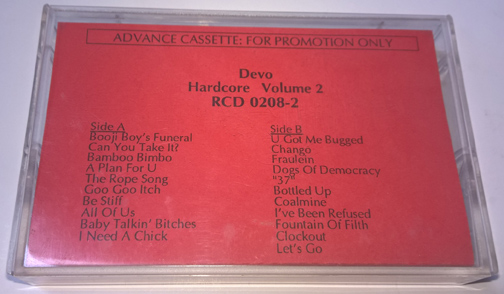 ADVANCE CASSETTE: FOR PROMOTION ONLY
Devo
Hardcore Volume 2
RCD 0208-2
Side A
Booji Boy's Funeral
Can You Take It?
Bamboo Bimbo
A Plan For U
The Rope Song
Goo Goo Itch
Be Stiff
All Of Us
Baby Talkin' Bitches
I Need A Chick
Side B
U Got Me Bugged
Chango
Fraulein
Dogs Of Democracy
"37"
Bottled Up
Coalmine
I've Been Refused
Fountain Of Filth
Clockout
Let's Go